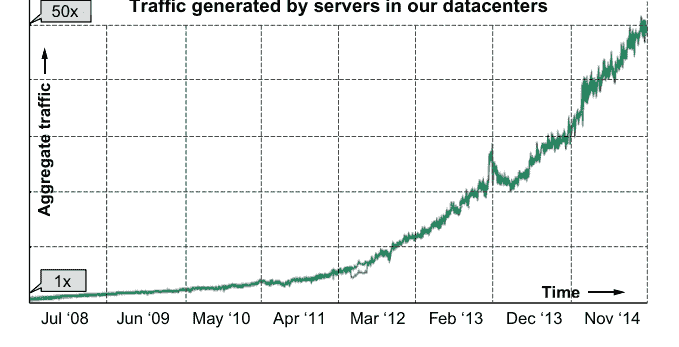 Traffic generated by servers in our datacenters
50x
Aggregate traffic
1x
Time
Jul ‘08 Jun ‘09 May ‘10 Apr ‘11 Mar ‘12 Feb ‘13 Dec ‘13 Nov ‘14